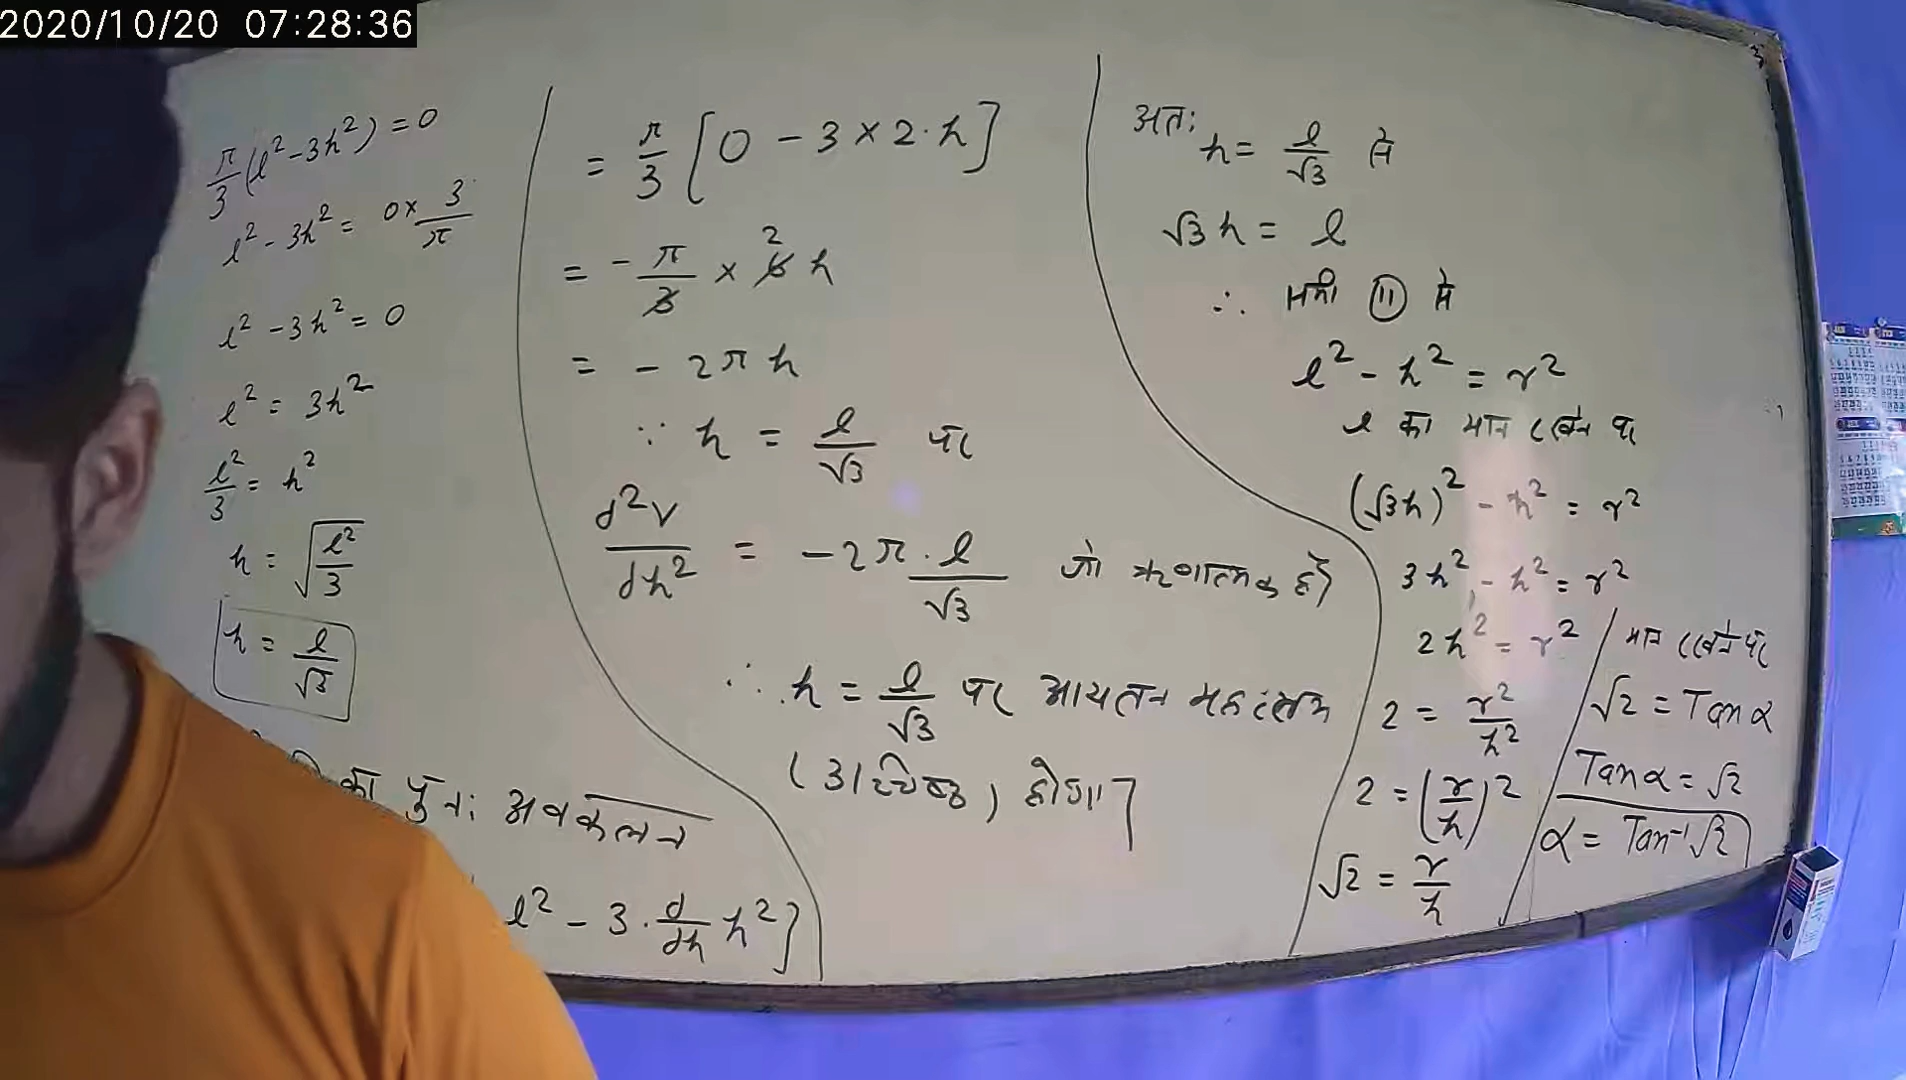 2020/10/20 07:28:36
π/3 (l² - 3h²) = 0
l² - 3h² = 0 × 3/π
l² - 3h² = 0
l² = 3h²
l²/3 = h²
h = √(l²/3)
h = l/√3
का पुनः अवकलन
l² - 3 · d/dh h²]
= π/3 [0 - 3 × 2 · h]
= - π/3 × 6 2 h
= - 2πh
∵ h = l/√3 पर
d²V/dh² = -2π · l/√3 जो ऋणात्मक है)
∴ h = l/√3 पर आयतन महत्तम
(उच्चिष्ठ) होगा]
अतः
h = l/√3 से
√3 h = l
∴ समी (II) से
l² - h² = r²
l का मान रखने पर
(√3h)² - h² = r²
3h² - h² = r²
2h² = r²
2 = r²/h²
2 = (r/h)²
√2 = r/h
मान रखने पर
√2 = Tan α
Tan α = √2
α = Tan⁻¹√2